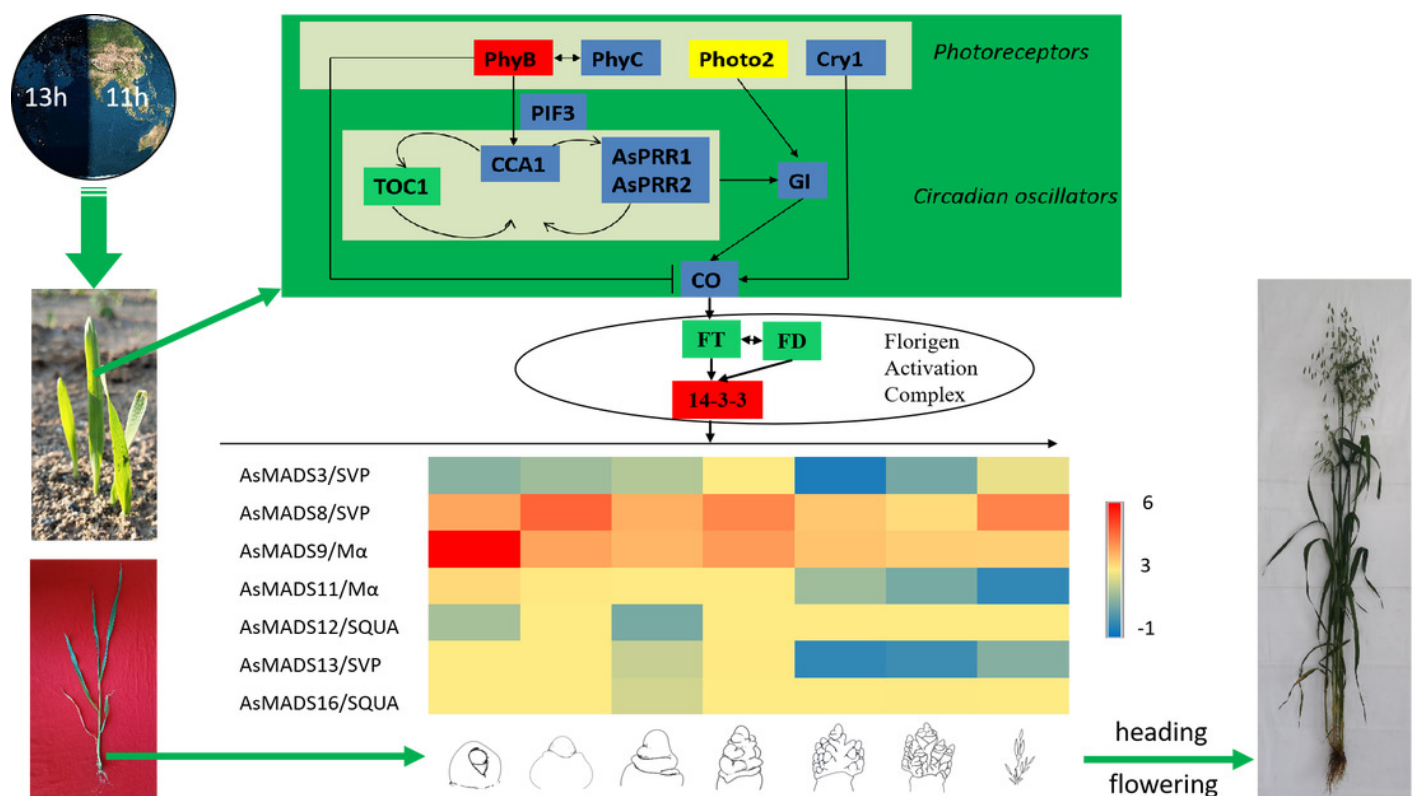 13h 11h
PhyB PhyC Photo2 Cry1 Photoreceptors
PIF3
CCA1
TOC1
AsPRR1
AsPRR2
GI
Circadian oscillators
CO
FT FD
14-3-3
Florigen
Activation
Complex
AsMADS3/SVP
AsMADS8/SVP
AsMADS9/Mα
AsMADS11/Mα
AsMADS12/SQUA
AsMADS13/SVP
AsMADS16/SQUA
6
3
-1
heading
flowering